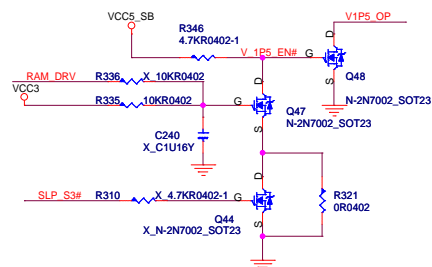 VCC5_SB
V1P5_OP
R346
4.7KR0402-1
V_1P5_EN#
D
G
S
Q48
N-2N7002_SOT23
RAM_DRV
R336
X_10KR0402
VCC3
R335
10KR0402
D
G
S
Q47
N-2N7002_SOT23
C240
X_C1U16Y
SLP_S3#
R310
X_4.7KR0402-1
D
G
S
R321
0R0402
Q44
X_N-2N7002_SOT23